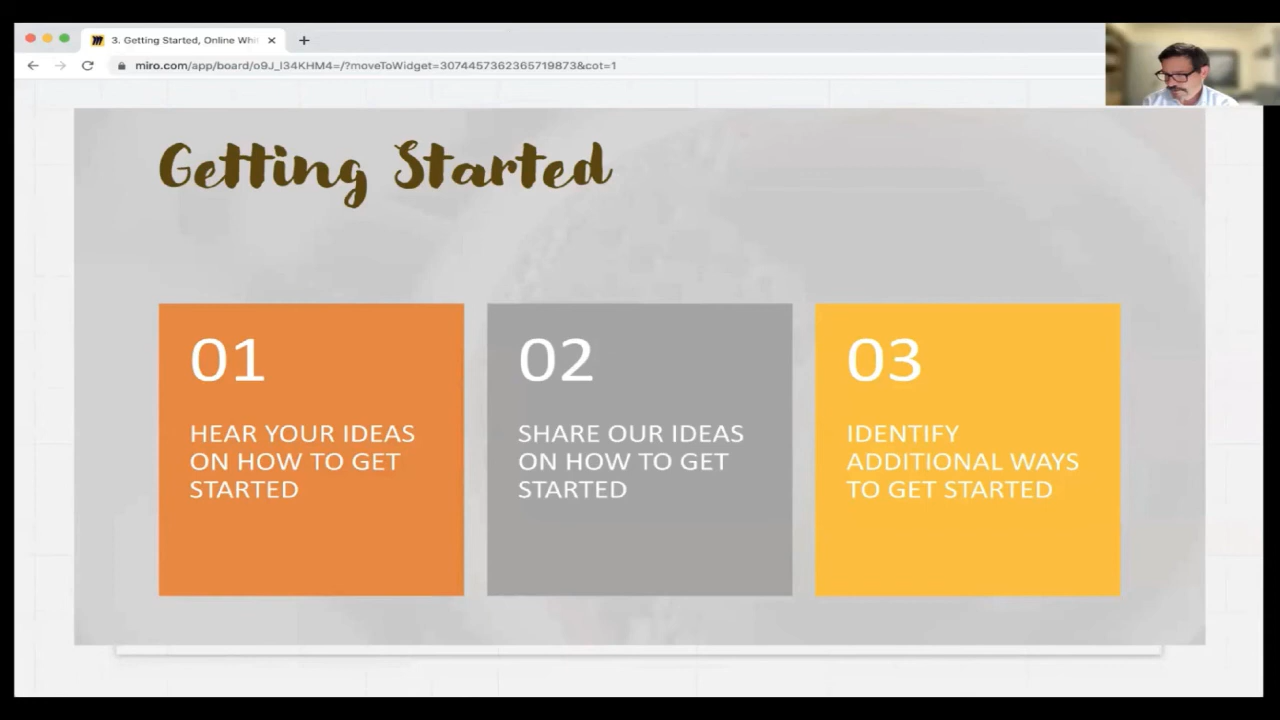 3. Getting Started, Online Whi
miro.com/app/board/o9J_l34KHM4=/?moveToWidget=3074457362365719873&cot=1
Getting Started
01
HEAR YOUR IDEAS
ON HOW TO GET
STARTED
02
SHARE OUR IDEAS
ON HOW TO GET
STARTED
03
IDENTIFY
ADDITIONAL WAYS
TO GET STARTED